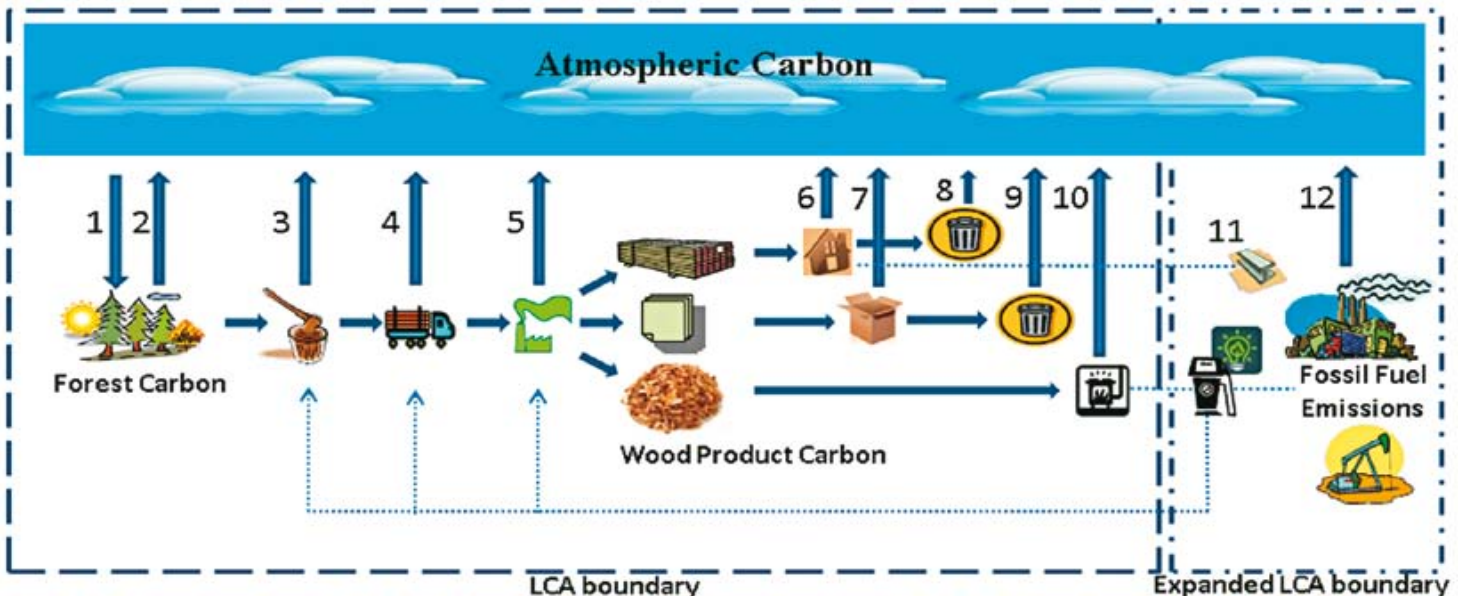 Atmospheric Carbon
1
2
3
4
5
6
7
8
9
10
11
12
Forest Carbon
Wood Product Carbon
Fossil Fuel
Emissions
LCA boundary
Expanded LCA boundary